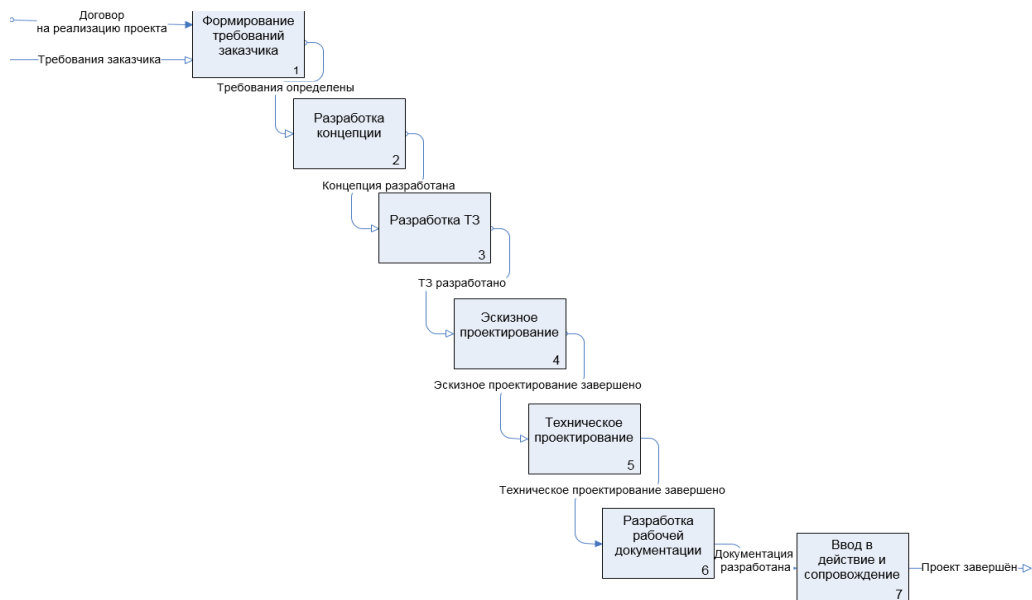 Договор
на реализацию проекта
Требования заказчика
Формирование
требований
заказчика
1
Требования определены
Разработка
концепции
2
Концепция разработана
Разработка ТЗ
3
ТЗ разработано
Эскизное
проектирование
4
Эскизное проектирование завершено
Техническое
проектирование
5
Техническое проектирование завершено
Разработка
рабочей
документации
6
Документация
разработана
Ввод в
действие и
сопровождение
7
Проект завершён